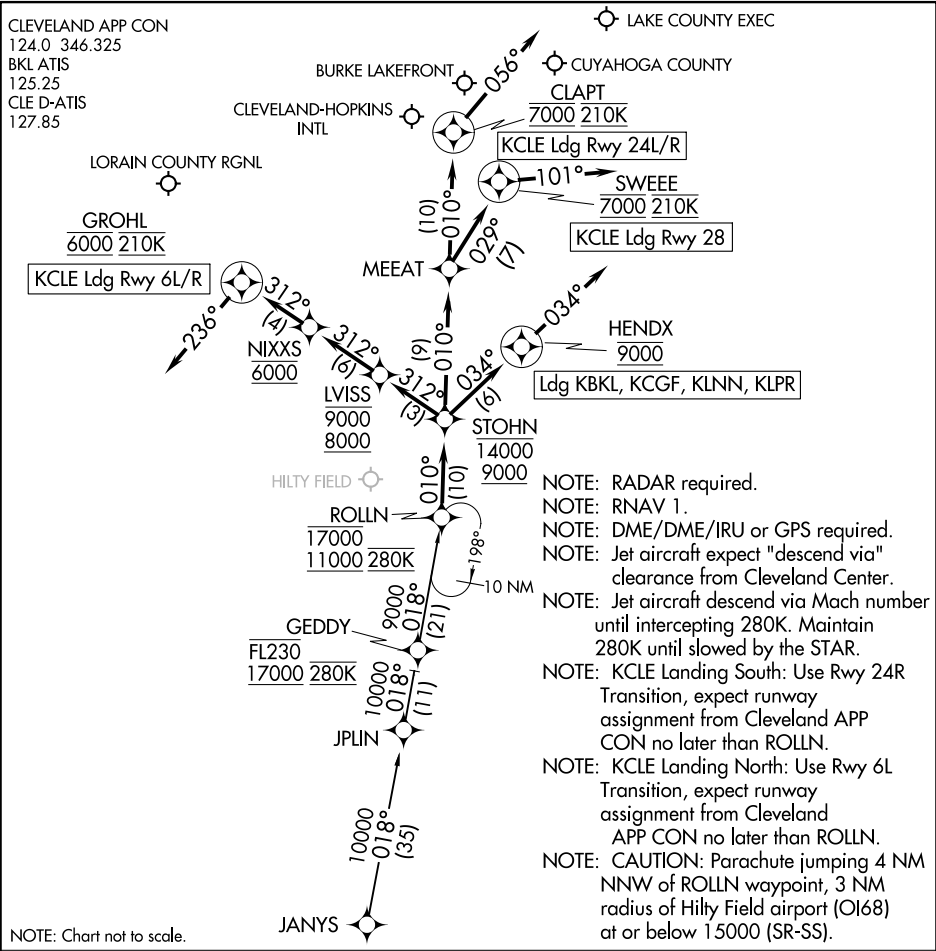 CLEVELAND APP CON
124.0 346.325
BKL ATIS
125.25
CLE D-ATIS
127.85
LAKE COUNTY EXEC
BURKE LAKEFRONT
056°
CUYAHOGA COUNTY
CLEVELAND-HOPKINS
INTL
CLAPT
7000 210K
KCLE Ldg Rwy 24L/R
LORAIN COUNTY RGNL
101°
SWEEE
7000 210K
KCLE Ldg Rwy 28
(10)
010°
029°
(7)
GROHL
6000 210K
KCLE Ldg Rwy 6L/R
MEEAT
236°
312°
(4)
NIXXS
6000
312°
(6)
LVISS
9000
8000
312°
(3)
(9)
010°
034°
(6)
034°
HENDX
9000
Ldg KBKL, KCGF, KLNN, KLPR
STOHN
14000
9000
HILTY FIELD
010°
(10)
ROLLN
17000
11000 280K
198°
10 NM
9000
018°
(21)
GEDDY
FL230
17000 280K
10000
018°
(11)
JPLIN
10000
018°
(35)
JANYS
NOTE: RADAR required.
NOTE: RNAV 1.
NOTE: DME/DME/IRU or GPS required.
NOTE: Jet aircraft expect "descend via"
clearance from Cleveland Center.
NOTE: Jet aircraft descend via Mach number
until intercepting 280K. Maintain
280K until slowed by the STAR.
NOTE: KCLE Landing South: Use Rwy 24R
Transition, expect runway
assignment from Cleveland APP
CON no later than ROLLN.
NOTE: KCLE Landing North: Use Rwy 6L
Transition, expect runway
assignment from Cleveland
APP CON no later than ROLLN.
NOTE: CAUTION: Parachute jumping 4 NM
NNW of ROLLN waypoint, 3 NM
radius of Hilty Field airport (OI68)
at or below 15000 (SR-SS).
NOTE: Chart not to scale.